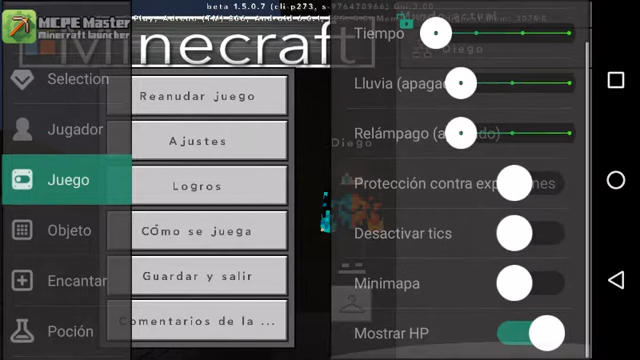 beta 1.5.0.7
MCPE Master
Minecraft launcher
Minecraft
Selection
Jugador
Juego
Objeto
Encantar
Poción
Reanudar juego
Ajustes
Logros
Cómo se juega
Guardar y salir
Comentarios de la ...
Diego
Diego
Tiempo
Lluvia (apaga
Relámpago (a
Protección contra exp
nes
Desactivar tics
Minimapa
Mostrar HP